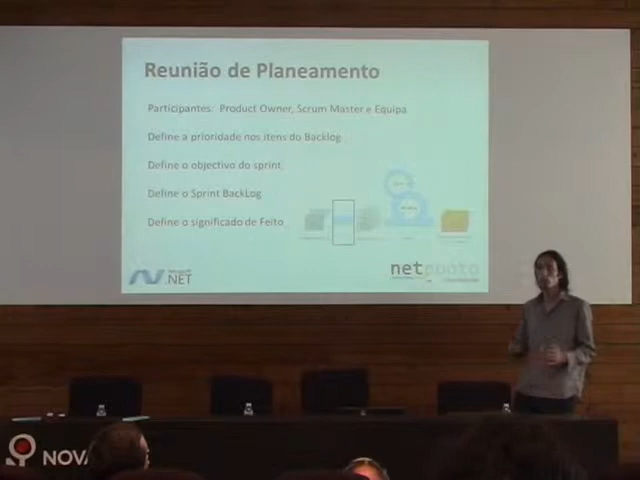 Reunião de Planeamento
Participantes: Product Owner, Scrum Master e Equipa
Define a prioridade nos itens do Backlog
Define o objectivo do sprint
Define o Sprint BackLog
Define o significado de Feito
.NET
netponto
NOVA